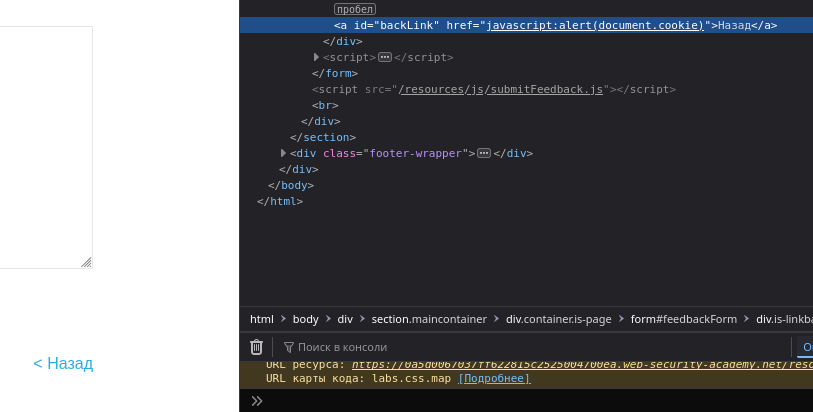 пробел
<a id="backLink" href="javascript:alert(document.cookie)">Назад</a>
</div>
<script></script>
</form>
<script src="/resources/js/submitFeedback.js"></script>
<br>
</div>
</section>
<div class="footer-wrapper"></div>
</div>
</body>
</html>
html > body > div > section.maincontainer > div.container.is-page > form#feedbackForm > div.is-linkba
Поиск в консоли
URL ресурса: https://0a5d0067037ff622815c2525004700ea.web-security-academy.net/reso
URL карты кода: labs.css.map [Подробнее]
< Назад